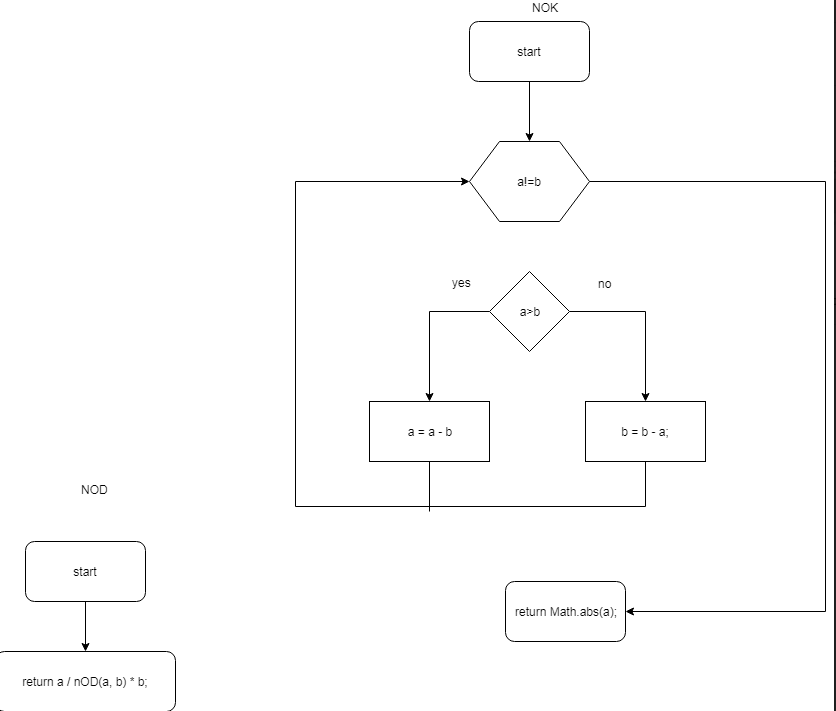 NOK
start
a!=b
yes
no
a>b
a = a - b
b = b - a;
NOD
start
return Math.abs(a);
return a / nOD(a, b) * b;